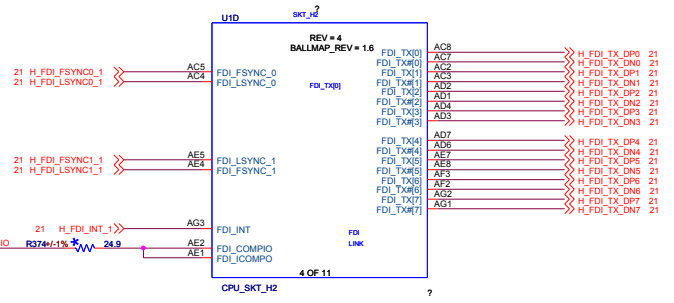 ?
U1D SKT_H2
REV = 4
BALLMAP_REV = 1.6
FDI_TX[0] AC8 H_FDI_TX_DP0 21
FDI_TX#[0] AC7 H_FDI_TX_DN0 21
21 H_FDI_FSYNC0_1 AC5 FDI_FSYNC_0 FDI_TX[1] AC2 H_FDI_TX_DP1 21
21 H_FDI_LSYNC0_1 AC4 FDI_LSYNC_0 FDI_TX[0] FDI_TX#[1] AC3 H_FDI_TX_DN1 21
FDI_TX[2] AD2 H_FDI_TX_DP2 21
FDI_TX#[2] AD1 H_FDI_TX_DN2 21
FDI_TX[3] AD4 H_FDI_TX_DP3 21
FDI_TX#[3] AD3 H_FDI_TX_DN3 21
FDI_TX[4] AD7 H_FDI_TX_DP4 21
FDI_TX#[4] AD6 H_FDI_TX_DN4 21
21 H_FDI_FSYNC1_1 AE5 FDI_LSYNC_1 FDI_TX[5] AE7 H_FDI_TX_DP5 21
21 H_FDI_LSYNC1_1 AE4 FDI_FSYNC_1 FDI_TX#[5] AE8 H_FDI_TX_DN5 21
FDI_TX[6] AF3 H_FDI_TX_DP6 21
FDI_TX#[6] AF2 H_FDI_TX_DN6 21
FDI_TX[7] AG2 H_FDI_TX_DP7 21
FDI_TX#[7] AG1 H_FDI_TX_DN7 21
21 H_FDI_INT_1 AG3 FDI_INT FDI
IO R374+/-1% * 24.9 AE2 FDI_COMPIO LINK
AE1 FDI_ICOMPO
4 OF 11
CPU_SKT_H2
?